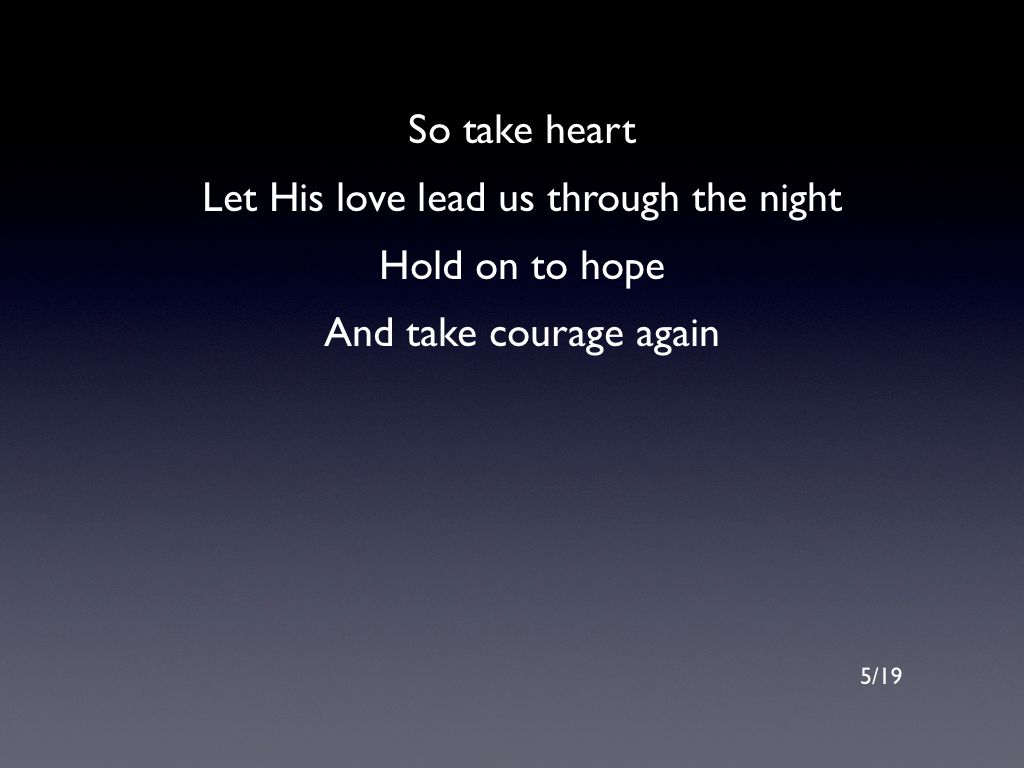 So take heart
Let His love lead us through the night
Hold on to hope
And take courage again
5/19